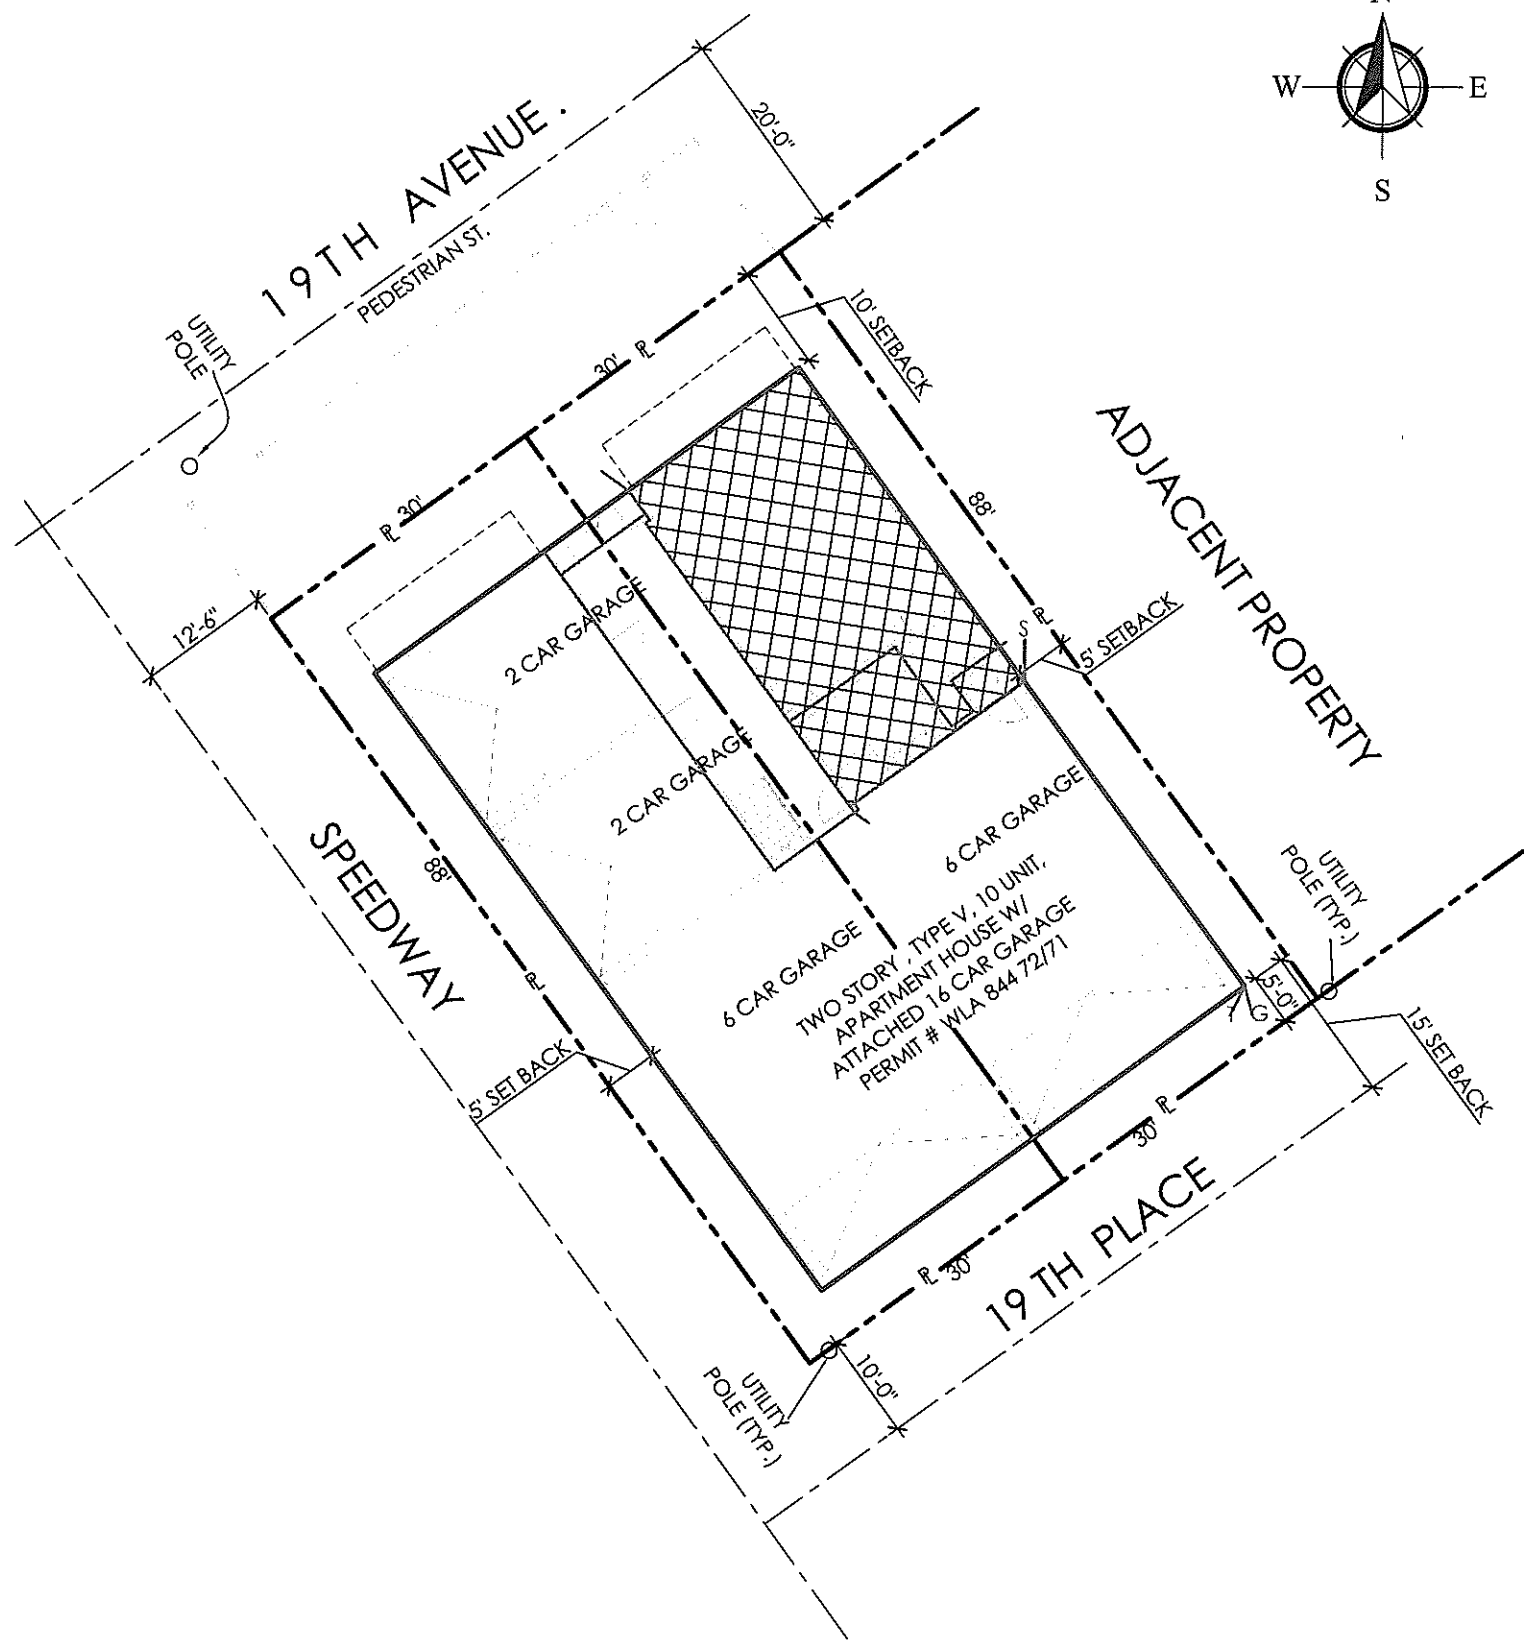 N
W
E
S
20'-0"
19TH AVENUE .
PEDESTRIAN ST.
UTILITY
POLE
10' SETBACK
30' PL
PL 30'
ADJACENT PROPERTY
88'
12'-6"
2 CAR GARAGE
S
PL
5' SETBACK
2 CAR GARAGE
6 CAR GARAGE
SPEEDWAY
88'
UTILITY
POLE (TYP.)
6 CAR GARAGE
TWO STORY , TYPE V, 10 UNIT,
APARTMENT HOUSE W/
ATTACHED 16 CAR GARAGE
PERMIT # WLA 844 72/71
PL
5'-0"
G
15' SET BACK
5' SET BACK
PL
30'
19 TH PLACE
PL 30'
10'-0"
UTILITY
POLE (TYP.)